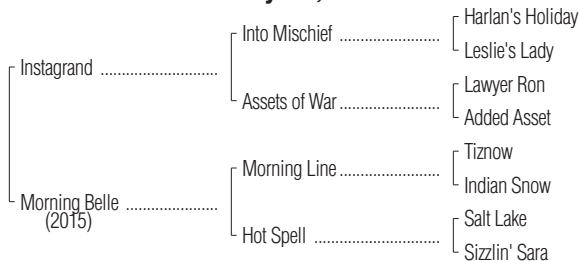 Harlan's Holiday
Into Mischief
Leslie's Lady
Instagrand
Lawyer Ron
Assets of War
Added Asset
Tiznow
Morning Line
Indian Snow
Morning Belle
(2015)
Salt Lake
Hot Spell
Sizzlin' Sara